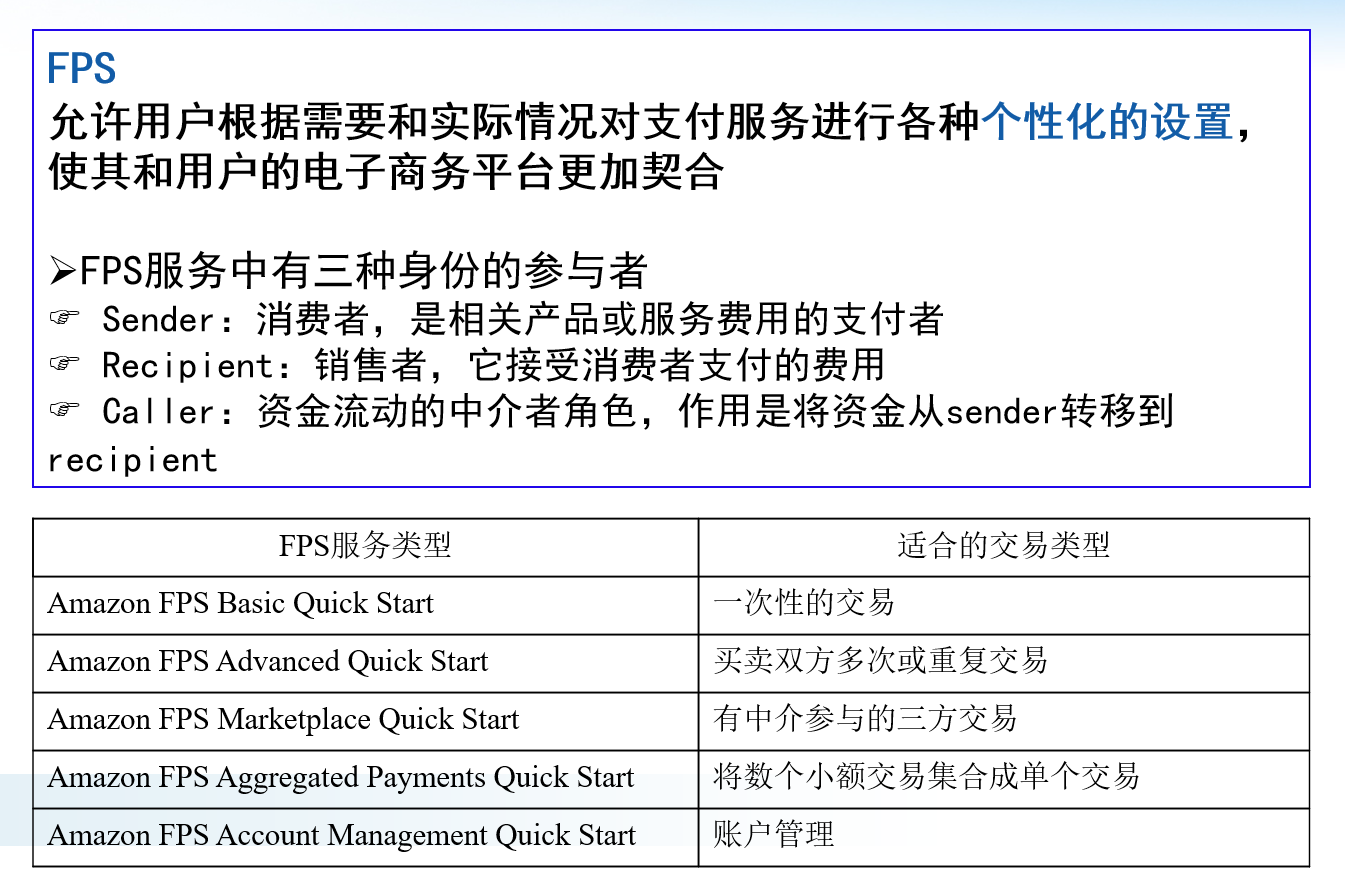 FPS
允许用户根据需要和实际情况对支付服务进行各种个性化的设置，
使其和用户的电子商务平台更加契合
➢FPS服务中有三种身份的参与者
☞ Sender：消费者，是相关产品或服务费用的支付者
☞ Recipient：销售者，它接受消费者支付的费用
☞ Caller：资金流动的中介者角色，作用是将资金从sender转移到
recipient
FPS服务类型 适合的交易类型
Amazon FPS Basic Quick Start 一次性的交易
Amazon FPS Advanced Quick Start 买卖双方多次或重复交易
Amazon FPS Marketplace Quick Start 有中介参与的三方交易
Amazon FPS Aggregated Payments Quick Start 将数个小额交易集合成单个交易
Amazon FPS Account Management Quick Start 账户管理